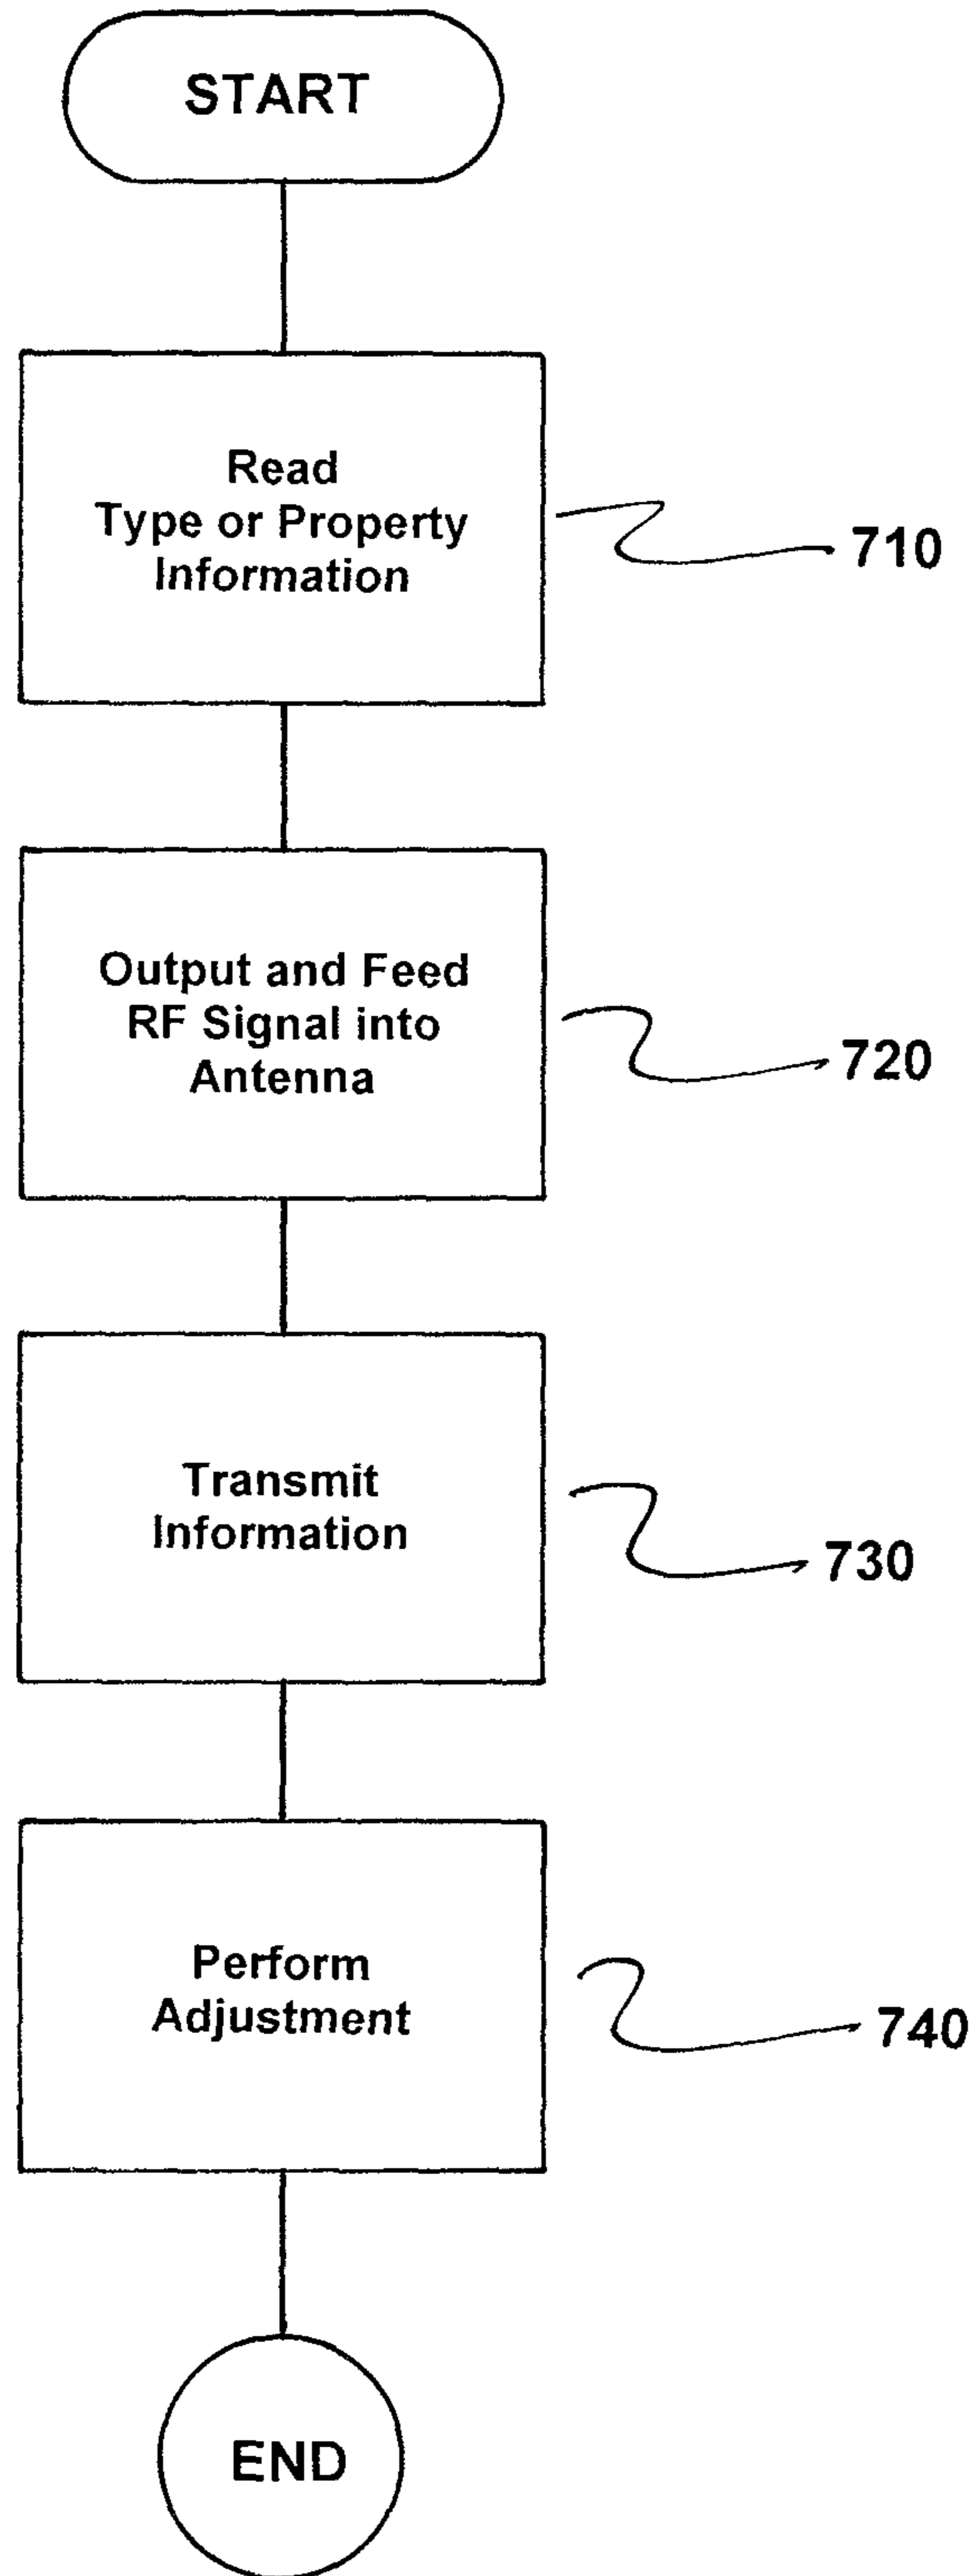 START
Read
Type or Property
Information
710
Output and Feed
RF Signal into
Antenna
720
Transmit
Information
730
Perform
Adjustment
740
END